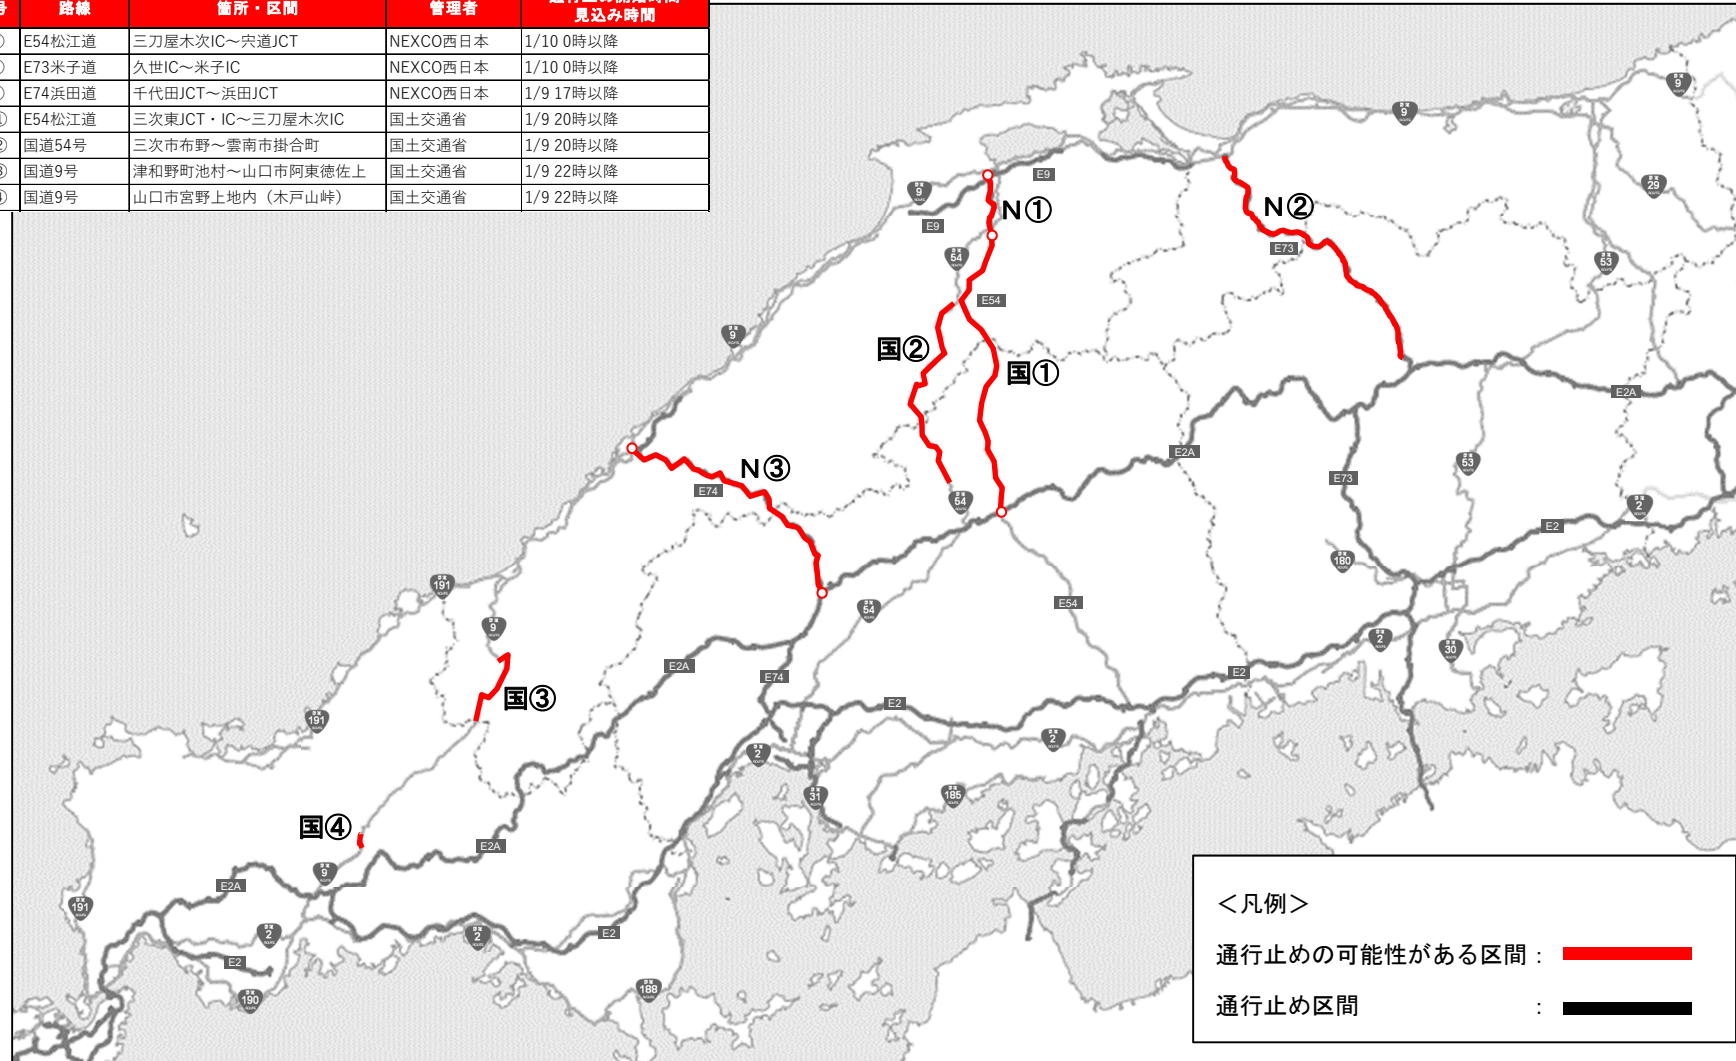 号 路線 箇所・区間 管理者 通行止め開始時間
見込み時間
E54松江道 三刀屋木次IC～宍道JCT NEXCO西日本 1/10 0時以降
E73米子道 久世IC～米子IC NEXCO西日本 1/10 0時以降
E74浜田道 千代田JCT～浜田JCT NEXCO西日本 1/9 17時以降
E54松江道 三次東JCT・IC～三刀屋木次IC 国土交通省 1/9 20時以降
② 国道54号 三次市布野～雲南市掛合町 国土交通省 1/9 20時以降
③ 国道9号 津和野町池村～山口市阿東徳佐上 国土交通省 1/9 22時以降
④ 国道9号 山口市宮野上地内（木戸山峠） 国土交通省 1/9 22時以降
9
9
29
E9
9
N①
N②
E9
E73
54
53
E54
9
国②
国①
E2A
E2A
53
N③
E74
E73
54
2
E2
180
191
54
E54
9
2
30
E2A
E74
E2
国③
E2
191
2
2
31
185
国④
E2A
9
E2A
191
2
2
E2
E2
190
188
＜凡例＞
通行止めの可能性がある区間：
通行止め区間 ：